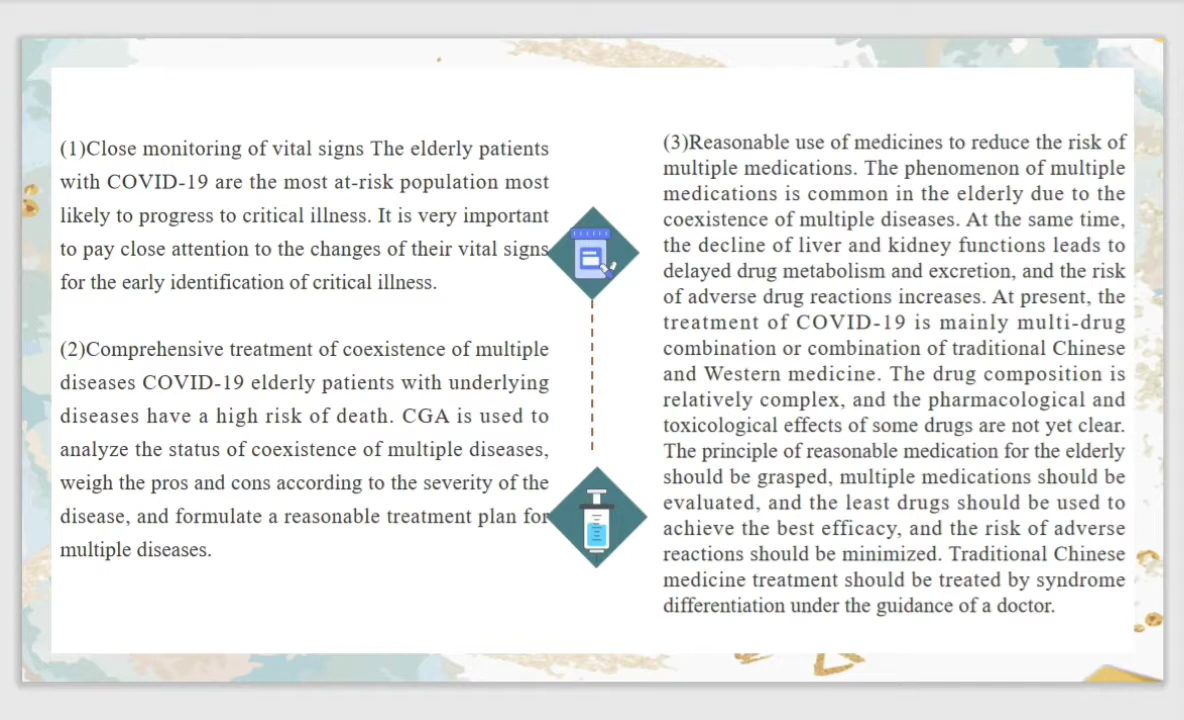 (1)Close monitoring of vital signs The elderly patients
with COVID-19 are the most at-risk population most
likely to progress to critical illness. It is very important
to pay close attention to the changes of their vital signs
for the early identification of critical illness.
(2)Comprehensive treatment of coexistence of multiple
diseases COVID-19 elderly patients with underlying
diseases have a high risk of death. CGA is used to
analyze the status of coexistence of multiple diseases,
weigh the pros and cons according to the severity of the
disease, and formulate a reasonable treatment plan for
multiple diseases.
(3)Reasonable use of medicines to reduce the risk of
multiple medications. The phenomenon of multiple
medications is common in the elderly due to the
coexistence of multiple diseases. At the same time,
the decline of liver and kidney functions leads to
delayed drug metabolism and excretion, and the risk
of adverse drug reactions increases. At present, the
treatment of COVID-19 is mainly multi-drug
combination or combination of traditional Chinese
and Western medicine. The drug composition is
relatively complex, and the pharmacological and
toxicological effects of some drugs are not yet clear.
The principle of reasonable medication for the elderly
should be grasped, multiple medications should be
evaluated, and the least drugs should be used to
achieve the best efficacy, and the risk of adverse
reactions should be minimized. Traditional Chinese
medicine treatment should be treated by syndrome
differentiation under the guidance of a doctor.